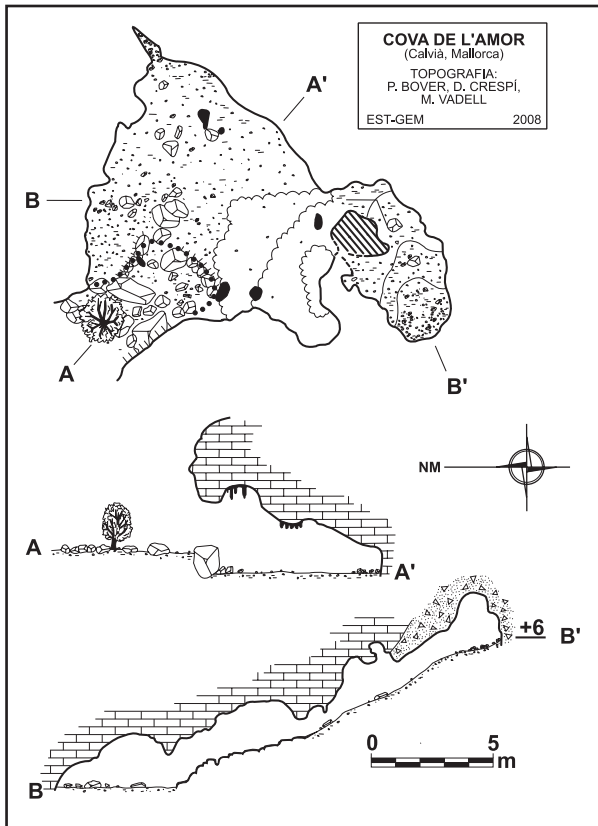 COVA DE L'AMOR
(Calvià, Mallorca)
TOPOGRAFIA:
P. BOVER, D. CRESPÍ,
M. VADELL
EST-GEM 2008
A'
B
A
B'
NM
A
A'
+6 B'
B
0 5
m